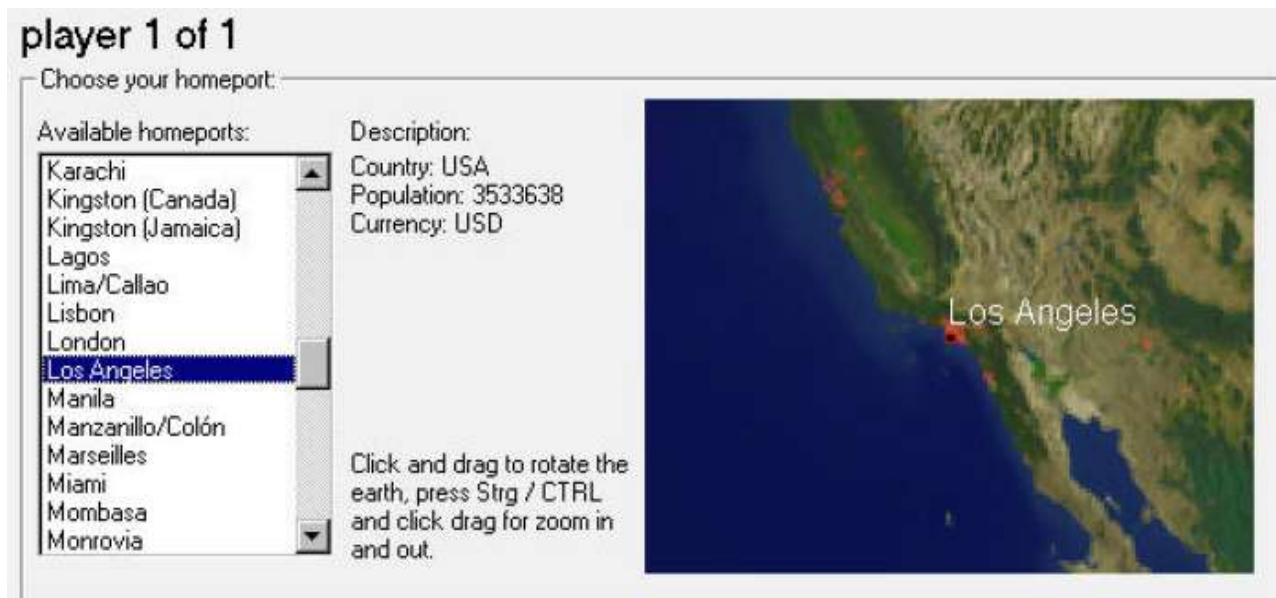 player 1 of 1
Choose your homeport:
Available homeports:
Karachi
Kingston (Canada)
Kingston (Jamaica)
Lagos
Lima/Callao
Lisbon
London
Los Angeles
Manila
Manzanillo/Colón
Marseilles
Miami
Mombasa
Monrovia
Description:
Country: USA
Population: 3533638
Currency: USD
Click and drag to rotate the
earth, press Strg / CTRL
and click drag for zoom in
and out.
Los Angeles